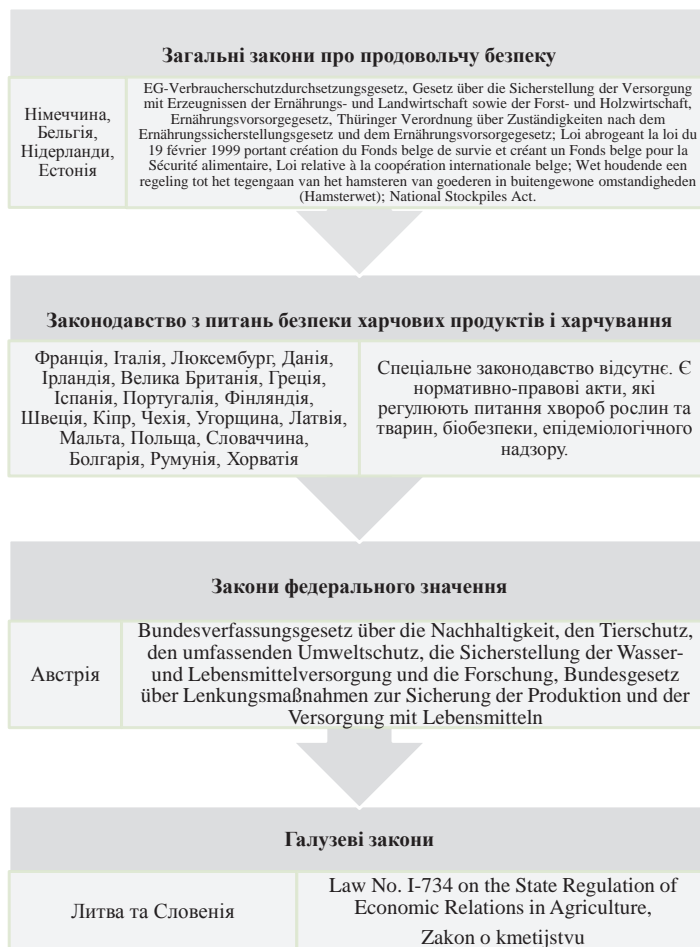 Загальні закони про продовольчу безпеку
Німеччина,
Бельгія,
Нідерланди,
Естонія
EG-Verbraucherschutzdurchsetzungsgesetz, Gesetz über die Sicherstellung der Versorgung
mit Erzeugnissen der Ernährungs- und Landwirtschaft sowie der Forst- und Holzwirtschaft,
Ernährungsvorsorgegesetz, Thüringer Verordnung über Zuständigkeiten nach dem
Ernährungssicherstellungsgesetz und dem Ernährungsvorsorgegesetz; Loi abrogeant la loi du
19 février 1999 portant création du Fonds belge de survie et créant un Fonds belge pour la
Sécurité alimentaire, Loi relative à la coopération internationale belge; Wet houdende een
regeling tot het tegengaan van het hamsteren van goederen in buitengewone omstandigheden
(Hamsterwet); National Stockpiles Act.
Законодавство з питань безпеки харчових продуктів і харчування
Франція, Італія, Люксембург, Данія,
Ірландія, Велика Британія, Греція,
Іспанія, Португалія, Фінляндія,
Швеція, Кіпр, Чехія, Угорщина, Латвія,
Мальта, Польща, Словаччина,
Болгарія, Румунія, Хорватія
Спеціальне законодавство відсутнє. Є
нормативно-правові акти, які
регулюють питання хвороб рослин та
тварин, біобезпеки, епідеміологічного
надзору.
Закони федерального значення
Австрія
Bundesverfassungsgesetz über die Nachhaltigkeit, den Tierschutz,
den umfassenden Umweltschutz, die Sicherstellung der Wasser-
und Lebensmittelversorgung und die Forschung, Bundesgesetz
über Lenkungsmaßnahmen zur Sicherung der Produktion und der
Versorgung mit Lebensmitteln
Галузеві закони
Литва та Словенія
Law No. I-734 on the State Regulation of
Economic Relations in Agriculture,
Zakon o kmetijstvu